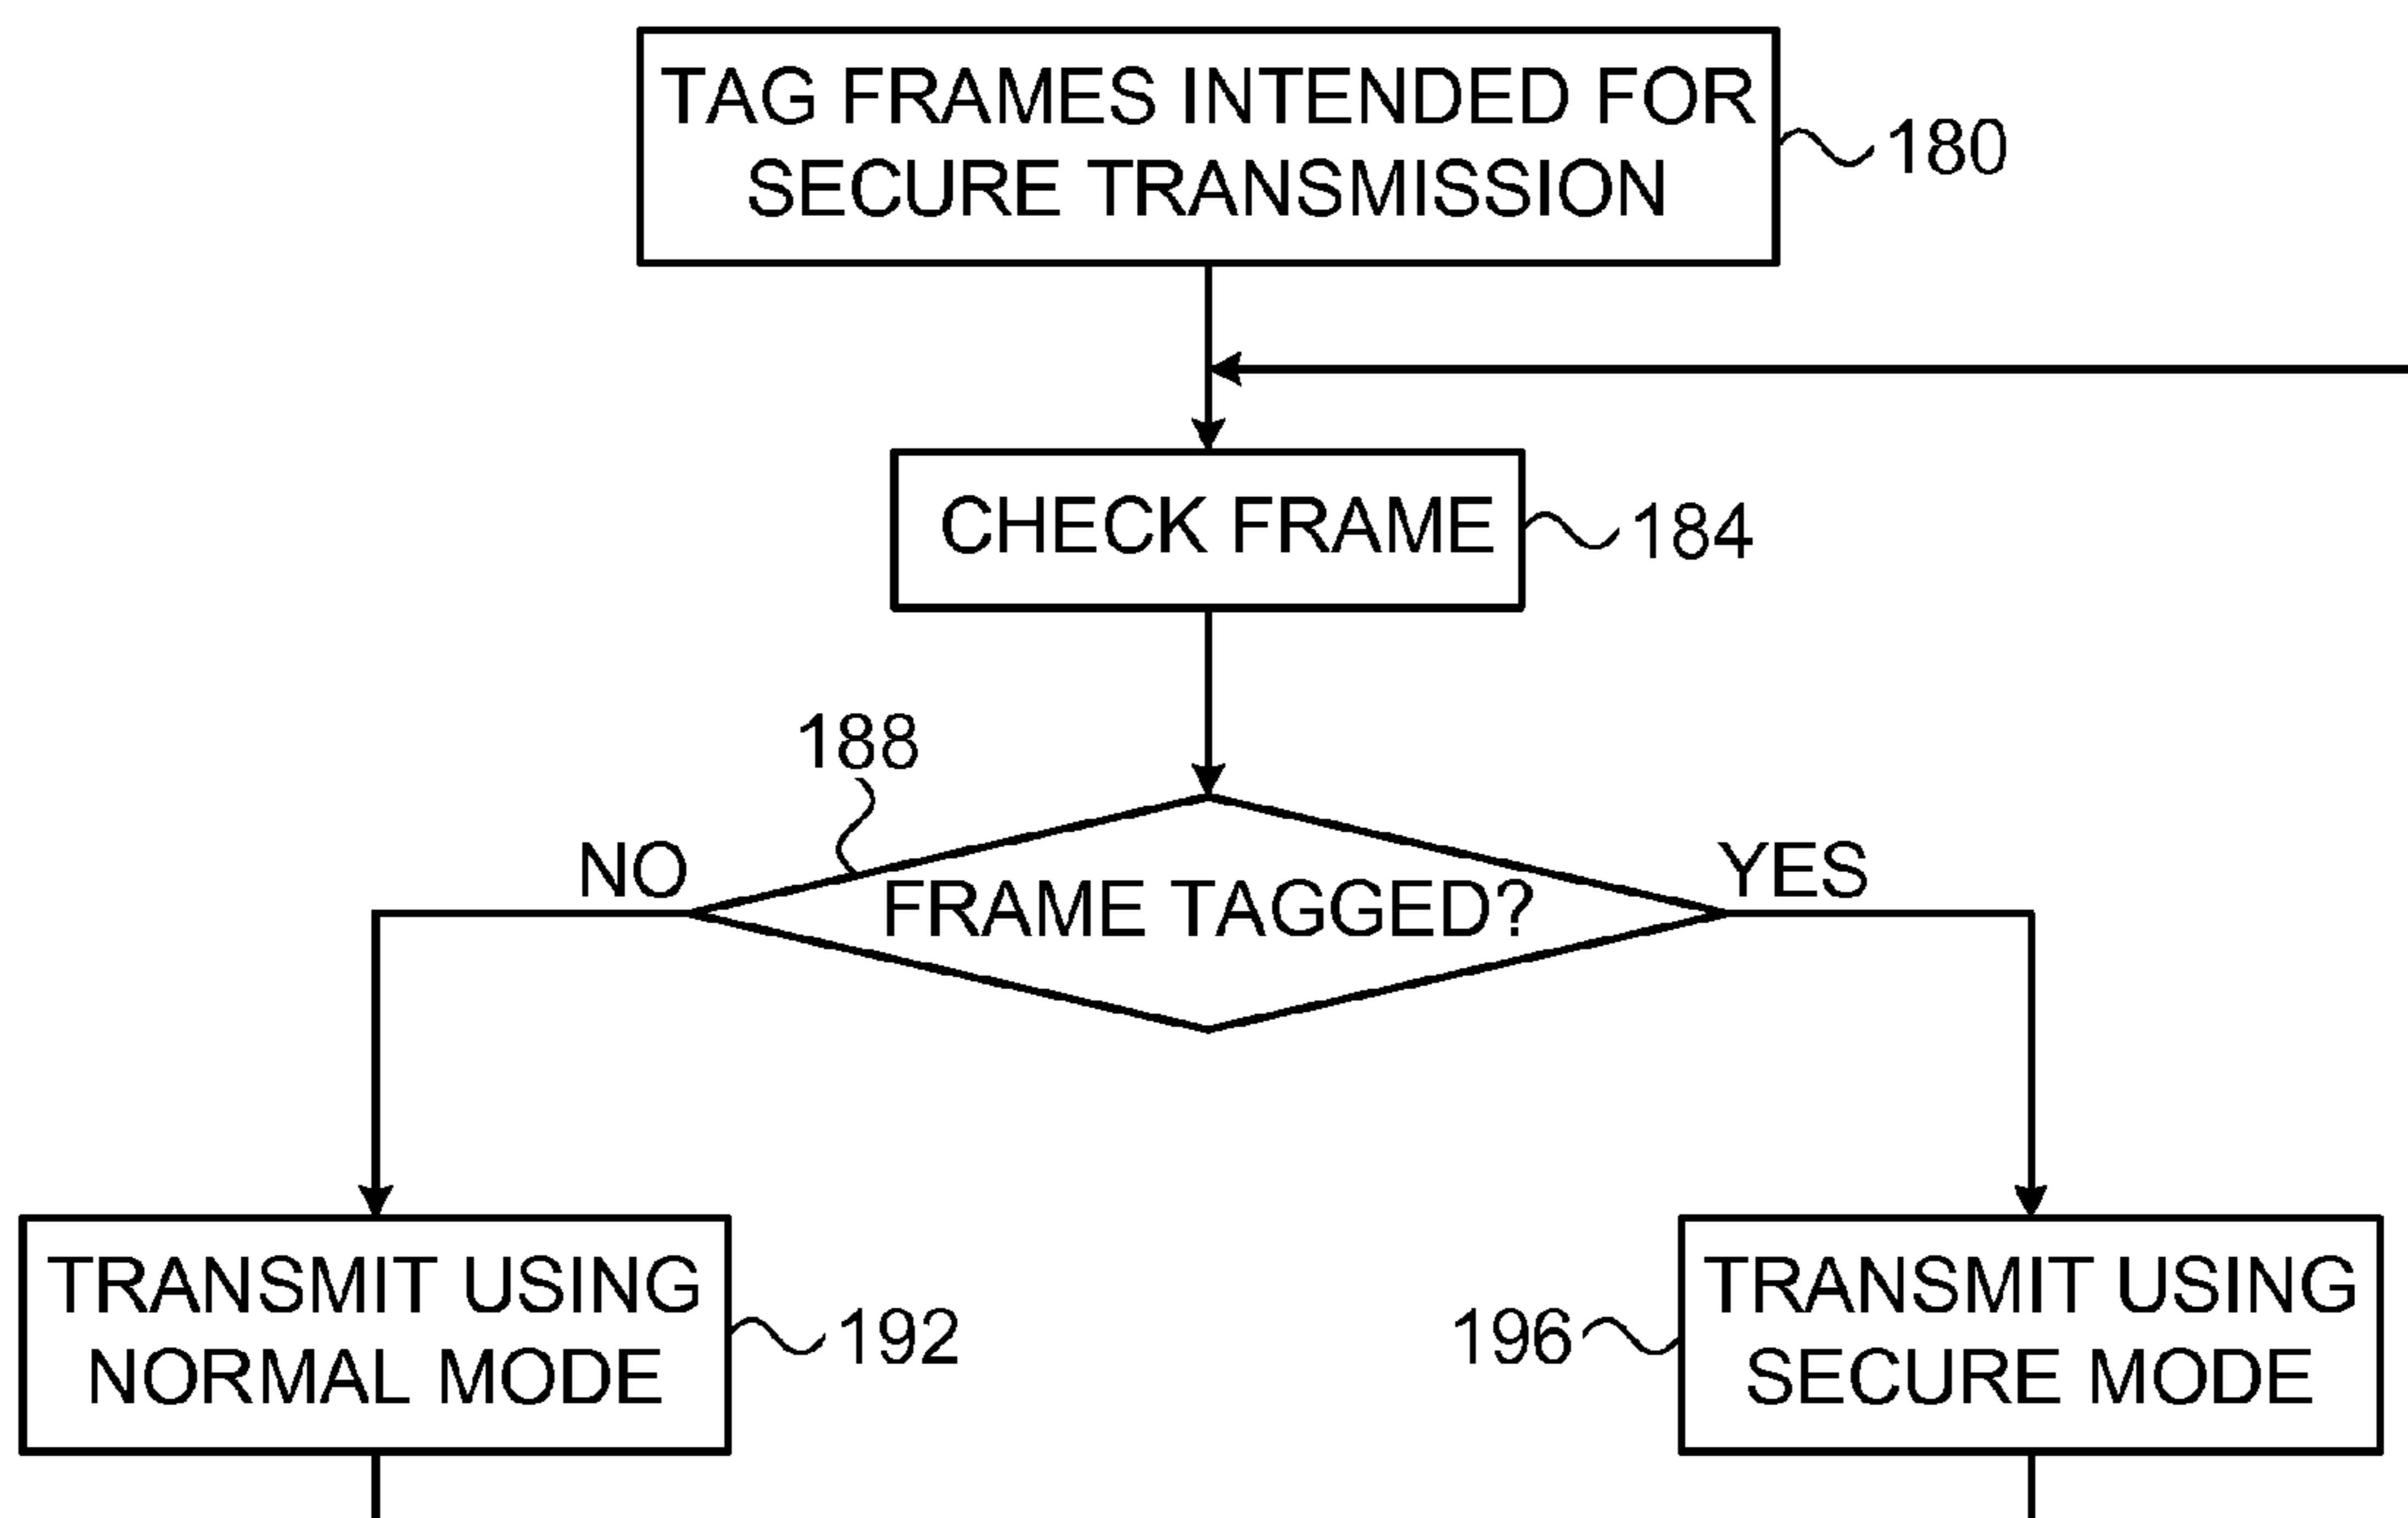 TAG FRAMES INTENDED FOR
SECURE TRANSMISSION
180
CHECK FRAME
184
188
NO
FRAME TAGGED?
YES
TRANSMIT USING
NORMAL MODE
192
196
TRANSMIT USING
SECURE MODE